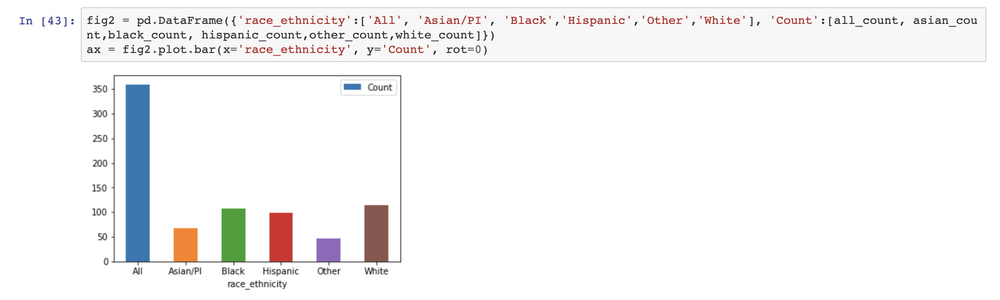 In [43]:
fig2 = pd.DataFrame({'race_ethnicity':['All', 'Asian/PI', 'Black','Hispanic','Other','White'], 'Count':[all_count, asian_cou
nt,black_count, hispanic_count,other_count,white_count]})
ax = fig2.plot.bar(x='race_ethnicity', y='Count', rot=0)
Count
350
300
250
200
150
100
50
0
All Asian/PI Black Hispanic Other White
race_ethnicity